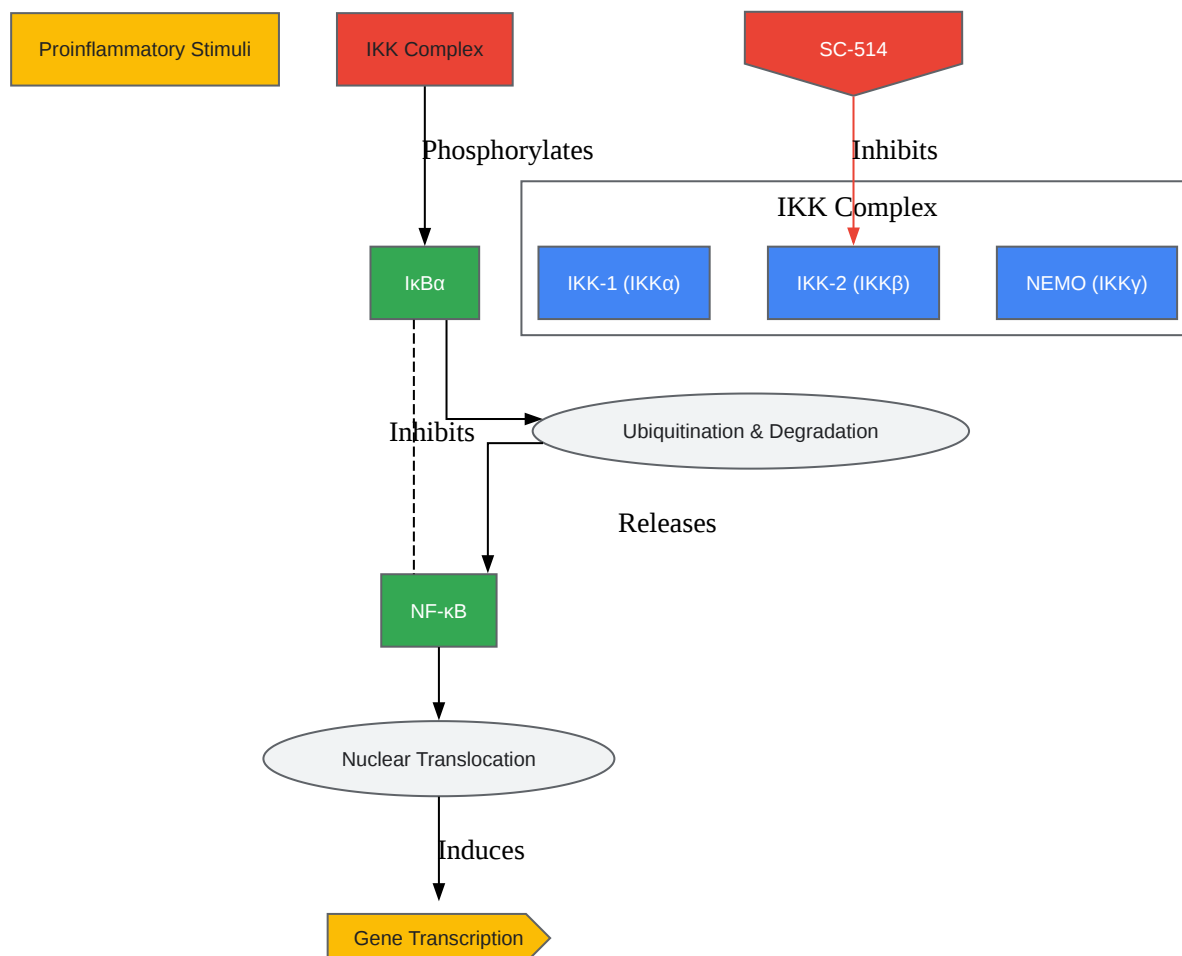 Proinflammatory Stimuli
IKK Complex
SC-514
Phosphorylates
Inhibits
IKK Complex
IκBα
IKK-1 (IKKα)
IKK-2 (IKKβ)
NEMO (IKKγ)
Inhibits
Ubiquitination & Degradation
Releases
NF-κB
Nuclear Translocation
Induces
Gene Transcription